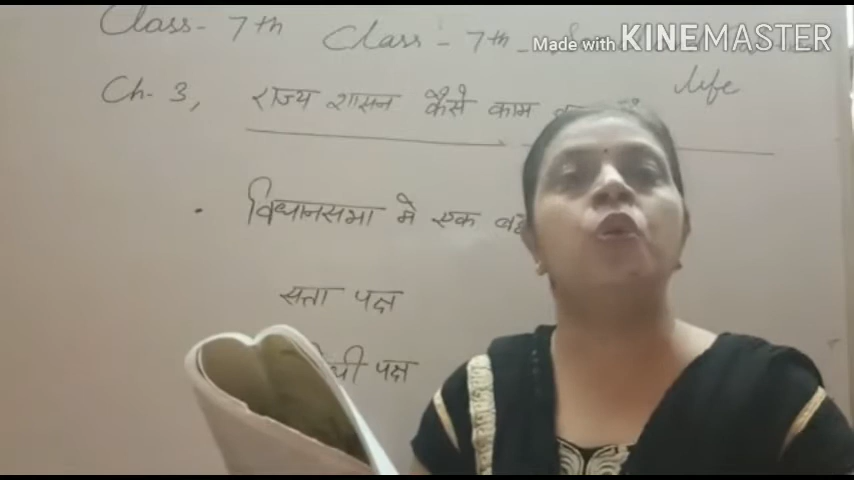 Class - 7th Class - 7th
Made with KINEMASTER
life
Ch- 3, राज्य शासन कैसे काम
• विधानसभा मे एक
सत्ता पक्ष
पक्ष